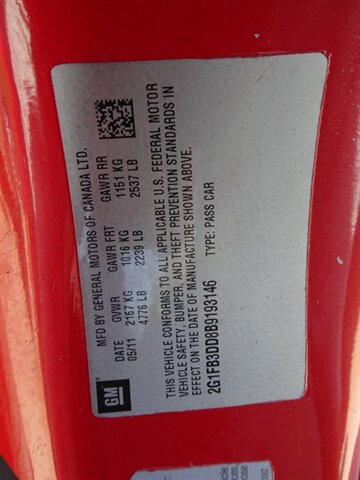 MFD BY GENERAL MOTORS OF CANADA LTD.
DATE GVWR GAWR FRT GAWR RR
05/11 2167 KG 1016 KG 1151 KG
4776 LB 2239 LB 2537 LB
THIS VEHICLE CONFORMS TO ALL APPLICABLE U.S. FEDERAL MOTOR
VEHICLE SAFETY, BUMPER, AND THEFT PREVENTION STANDARDS IN
EFFECT ON THE DATE OF MANUFACTURE SHOWN ABOVE.
2G1FB3DD8B9193146 TYPE: PASS CAR
GM